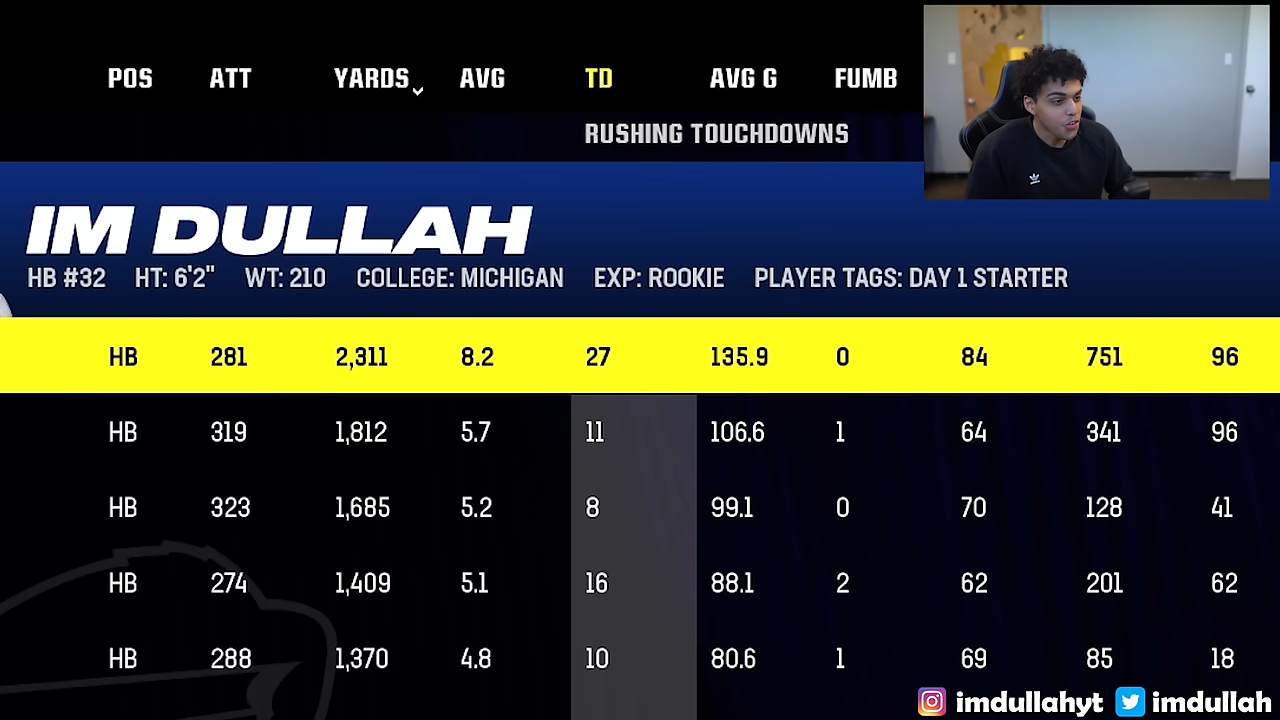 POS ATT YARDS AVG TD AVG G FUMB
RUSHING TOUCHDOWNS
IM DULLAH
HB #32 HT: 6'2" WT: 210 COLLEGE: MICHIGAN EXP: ROOKIE PLAYER TAGS: DAY 1 STARTER
HB 281 2,311 8.2 27 135.9 0 84 751 96
HB 319 1,812 5.7 11 106.6 1 64 341 96
HB 323 1,685 5.2 8 99.1 0 70 128 41
HB 274 1,409 5.1 16 88.1 2 62 201 62
HB 288 1,370 4.8 10 80.6 1 69 85 18
imdullahyt imdullah